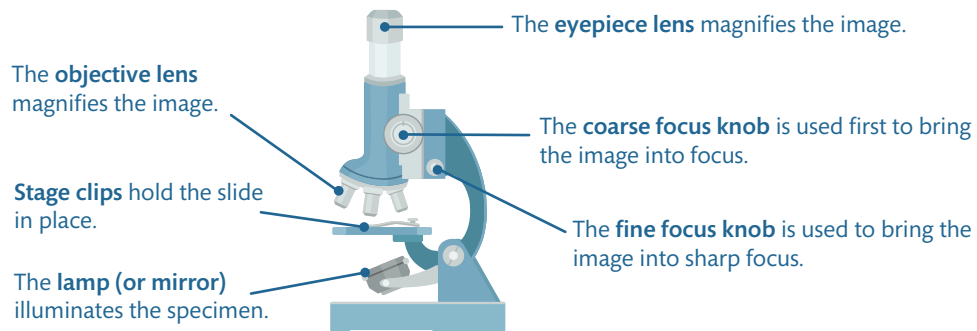 The eyepiece lens magnifies the image.
The objective lens
magnifies the image.
The coarse focus knob is used first to bring
the image into focus.
Stage clips hold the slide
in place.
The fine focus knob is used to bring the
image into sharp focus.
The lamp (or mirror)
illuminates the specimen.